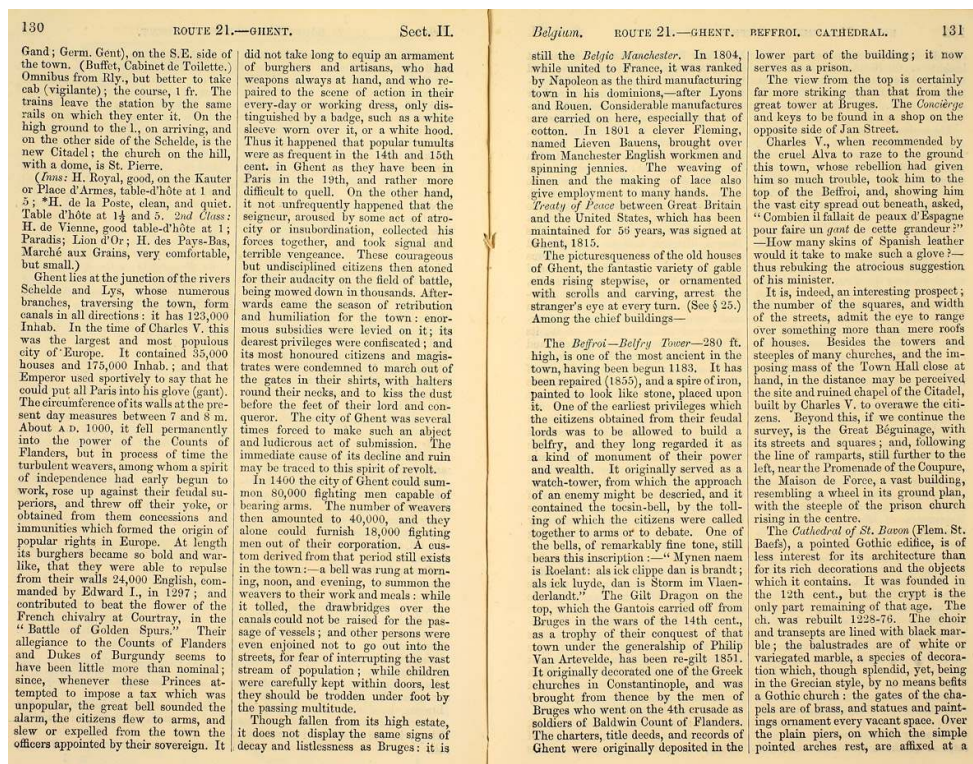 130 ROUTE 21.—GHENT. Sect. II.
Gand; Germ. Gent), on the S.E. side of
the town. (Buffet, Cabinet de Toilette.)
Omnibus from Rly., but better to take
cab (vigilante); the course, 1 fr. The
trains leave the station by the same
rails on which they enter it. On the
high ground to the l., on arriving, and
on the other side of the Schelde, is the
new Citadel; the church on the hill,
with a dome, is St. Pierre.
(Inns: H. Royal, good, on the Kauter
or Place d'Armes, table-d'hôte at 1 and
5; *H. de la Poste, clean, and quiet.
Table d'hôte at 1½ and 5. 2nd Class:
H. de Vienne, good table-d'hôte at 1;
Paradis; Lion d'Or; H. des Pays-Bas,
Marché aux Grains, very comfortable,
but small.)
Ghent lies at the junction of the rivers
Schelde and Lys, whose numerous
branches, traversing the town, form
canals in all directions: it has 123,000
Inhab. In the time of Charles V. this
was the largest and most populous
city of Europe. It contained 35,000
houses and 175,000 Inhab.; and that
Emperor used sportively to say that he
could put all Paris into his glove (gant).
The circumference of its walls at the pre-
sent day measures between 7 and 8 m.
About A D. 1000, it fell permanently
into the power of the Counts of
Flanders, but in process of time the
turbulent weavers, among whom a spirit
of independence had early begun to
work, rose up against their feudal su-
periors, and threw off their yoke, or
obtained from them concessions and
immunities which formed the origin of
popular rights in Europe. At length
its burghers became so bold and war-
like, that they were able to repulse
from their walls 24,000 English, com-
manded by Edward I., in 1297; and
contributed to beat the flower of the
French chivalry at Courtray, in the
"Battle of Golden Spurs." Their
allegiance to the Counts of Flanders
and Dukes of Burgundy seems to
have been little more than nominal;
since, whenever these Princes at-
tempted to impose a tax which was
unpopular, the great bell sounded the
alarm, the citizens flew to arms, and
slew or expelled from the town the
officers appointed by their sovereign. It
did not take long to equip an armament
of burghers and artisans, who had
weapons always at hand, and who re-
paired to the scene of action in their
every-day or working dress, only dis-
tinguished by a badge, such as a white
sleeve worn over it, or a white hood.
Thus it happened that popular tumults
were as frequent in the 14th and 15th
cent. in Ghent as they have been in
Paris in the 19th, and rather more
difficult to quell. On the other hand,
it not unfrequently happened that the
seigneur, aroused by some act of atro-
city or insubordination, collected his
forces together, and took signal and
terrible vengeance. These courageous
but undisciplined citizens then atoned
for their audacity on the field of battle,
being mowed down in thousands. After-
wards came the season of retribution
and humiliation for the town: enor-
mous subsidies were levied on it; its
dearest privileges were confiscated; and
its most honoured citizens and magis-
trates were condemned to march out of
the gates in their shirts, with halters
round their necks, and to kiss the dust
before the feet of their lord and con-
queror. The city of Ghent was several
times forced to make such an abject
and ludicrous act of submission. The
immediate cause of its decline and ruin
may be traced to this spirit of revolt.
In 1400 the city of Ghent could sum-
mon 80,000 fighting men capable of
bearing arms. The number of weavers
then amounted to 40,000, and they
alone could furnish 18,000 fighting
men out of their corporation. A cus-
tom derived from that period still exists
in the town:—a bell was rung at morn-
ing, noon, and evening, to summon the
weavers to their work and meals: while
it tolled, the drawbridges over the
canals could not be raised for the pas-
sage of vessels; and other persons were
even enjoined not to go out into the
streets, for fear of interrupting the vast
stream of population; while children
were carefully kept within doors, lest
they should be trodden under foot by
the passing multitude.
Though fallen from its high estate,
it does not display the same signs of
decay and listlessness as Bruges: it is
Belgium. ROUTE 21.—GHENT. BEFFROI. CATHEDRAL. 131
still the Belgic Manchester. In 1804,
while united to France, it was ranked
by Napoleon as the third manufacturing
town in his dominions,—after Lyons
and Rouen. Considerable manufactures
are carried on here, especially that of
cotton. In 1801 a clever Fleming,
named Lieven Bauens, brought over
from Manchester English workmen and
spinning jennies. The weaving of
linen and the making of lace also
give employment to many hands. The
Treaty of Peace between Great Britain
and the United States, which has been
maintained for 56 years, was signed at
Ghent, 1815.
The picturesqueness of the old houses
of Ghent, the fantastic variety of gable
ends rising stepwise, or ornamented
with scrolls and carving, arrest the
stranger's eye at every turn. (See § 25.)
Among the chief buildings—
The Beffroi—Belfry Tower—280 ft.
high, is one of the most ancient in the
town, having been begun 1183. It has
been repaired (1855), and a spire of iron,
painted to look like stone, placed upon
it. One of the earliest privileges which
the citizens obtained from their feudal
lords was to be allowed to build a
belfry, and they long regarded it as
a kind of monument of their power
and wealth. It originally served as a
watch-tower, from which the approach
of an enemy might be descried, and it
contained the tocsin-bell, by the toll-
ing of which the citizens were called
together to arms or to debate. One of
the bells, of remarkably fine tone, still
bears this inscription:—"Mynen naem
is Roelant: als ick clippe dan is brandt;
als ick luyde, dan is Storm im Vlaen-
derlandt." The Gilt Dragon on the
top, which the Gantois carried off from
Bruges in the wars of the 14th cent.,
as a trophy of their conquest of that
town under the generalship of Philip
Van Artevelde, has been re-gilt 1851.
It originally decorated one of the Greek
churches in Constantinople, and was
brought from thence by the men of
Bruges who went on the 4th crusade as
soldiers of Baldwin Count of Flanders.
The charters, title deeds, and records of
Ghent were originally deposited in the
lower part of the building; it now
serves as a prison.
The view from the top is certainly
far more striking than that from the
great tower at Bruges. The Concièrge
and keys to be found in a shop on the
opposite side of Jan Street.
Charles V., when recommended by
the cruel Alva to raze to the ground
this town, whose rebellion had given
him so much trouble, took him to the
top of the Beffroi, and, showing him
the vast city spread out beneath, asked,
"Combien il fallait de peaux d'Espagne
pour faire un gant de cette grandeur?"
—How many skins of Spanish leather
would it take to make such a glove?—
thus rebuking the atrocious suggestion
of his minister.
It is, indeed, an interesting prospect;
the number of the squares, and width
of the streets, admit the eye to range
over something more than mere roofs
of houses. Besides the towers and
steeples of many churches, and the im-
posing mass of the Town Hall close at
hand, in the distance may be perceived
the site and ruined chapel of the Citadel,
built by Charles V. to overawe the citi-
zens. Beyond this, if we continue the
survey, is the Great Béguinage, with
its streets and squares; and, following
the line of ramparts, still further to the
left, near the Promenade of the Coupure,
the Maison de Force, a vast building,
resembling a wheel in its ground plan,
with the steeple of the prison church
rising in the centre.
The Cathedral of St. Bavon (Flem. St.
Baefs), a pointed Gothic edifice, is of
less interest for its architecture than
for its rich decorations and the objects
which it contains. It was founded in
the 12th cent., but the crypt is the
only part remaining of that age. The
ch. was rebuilt 1228-76. The choir
and transepts are lined with black mar-
ble; the balustrades are of white or
variegated marble, a species of decora-
tion which, though splendid, yet, being
in the Grecian style, by no means befits
a Gothic church: the gates of the cha-
pels are of brass, and statues and paint-
ings ornament every vacant space. Over
the plain piers, on which the simple
pointed arches rest, are affixed at a